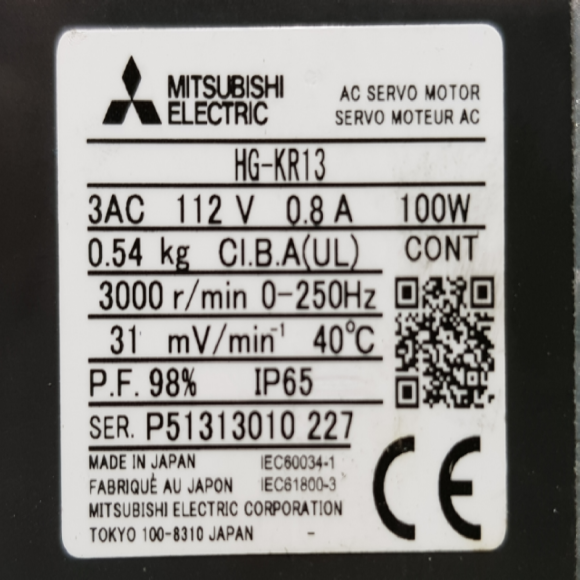 MITSUBISHI
ELECTRIC
AC SERVO MOTOR
SERVO MOTEUR AC
HG-KR13
3AC 112 V 0.8 A 100W
0.54 kg Cl.B.A(UL) CONT
3000 r/min 0-250Hz
31 mV/min⁻¹ 40°C
P.F. 98% IP65
SER. P51313010 227
MADE IN JAPAN IEC60034-1
FABRIQUÉ AU JAPON IEC61800-3
MITSUBISHI ELECTRIC CORPORATION
TOKYO 100-8310 JAPAN -
CE